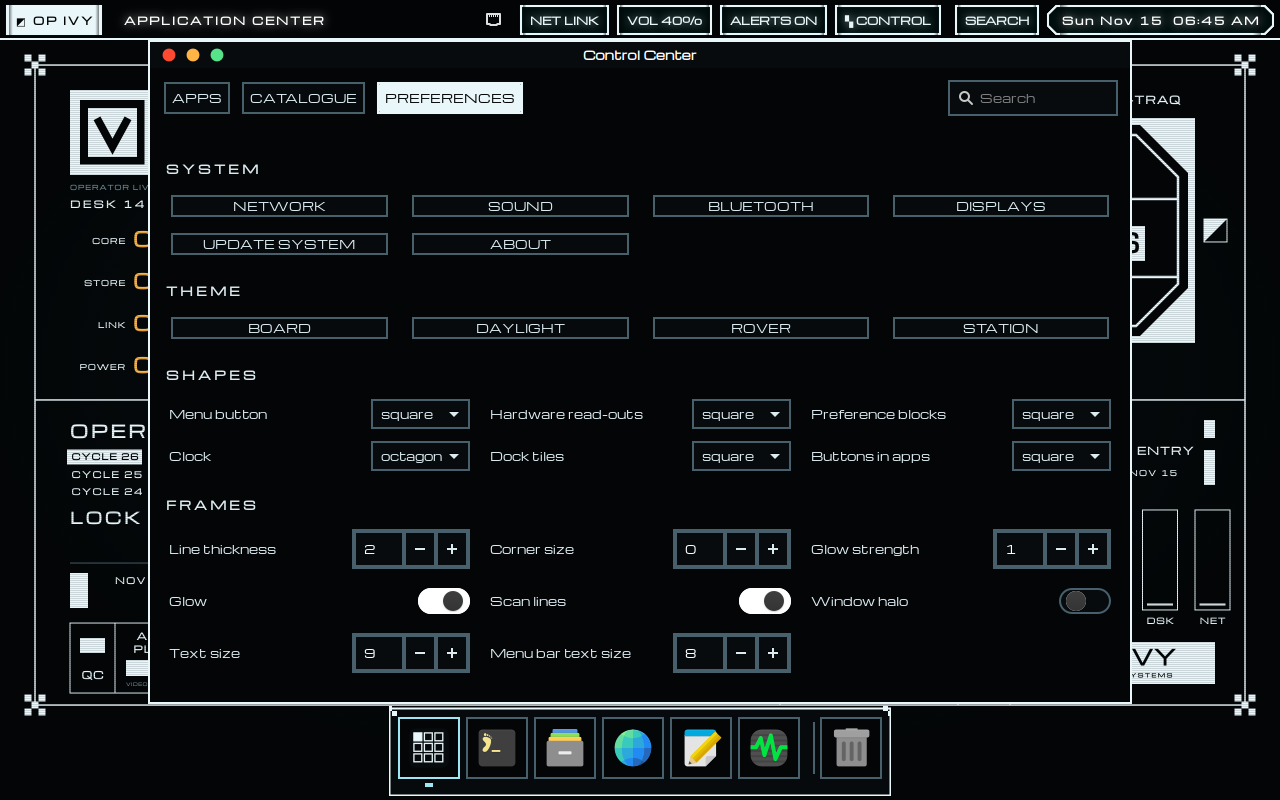 OP IVY
APPLICATION CENTER
NET LINK
VOL 40%
ALERTS ON
CONTROL
SEARCH
Sun Nov 15 06:45 AM
Control Center
APPS
CATALOGUE
PREFERENCES
Search
OPERATOR LIV
DESK 14
CORE
STORE
LINK
POWER
OPER
CYCLE 26
CYCLE 25
CYCLE 24
LOCK
NOV
QC
SYSTEM
NETWORK
SOUND
BLUETOOTH
DISPLAYS
UPDATE SYSTEM
ABOUT
THEME
BOARD
DAYLIGHT
ROVER
STATION
SHAPES
Menu button
square
Hardware read-outs
square
Preference blocks
square
Clock
octagon
Dock tiles
square
Buttons in apps
square
FRAMES
Line thickness
2
Corner size
0
Glow strength
1
Glow
Scan lines
Window halo
Text size
9
Menu bar text size
8
TRAQ
ENTRY
NOV 15
DSK
NET
VY
YSTEMS